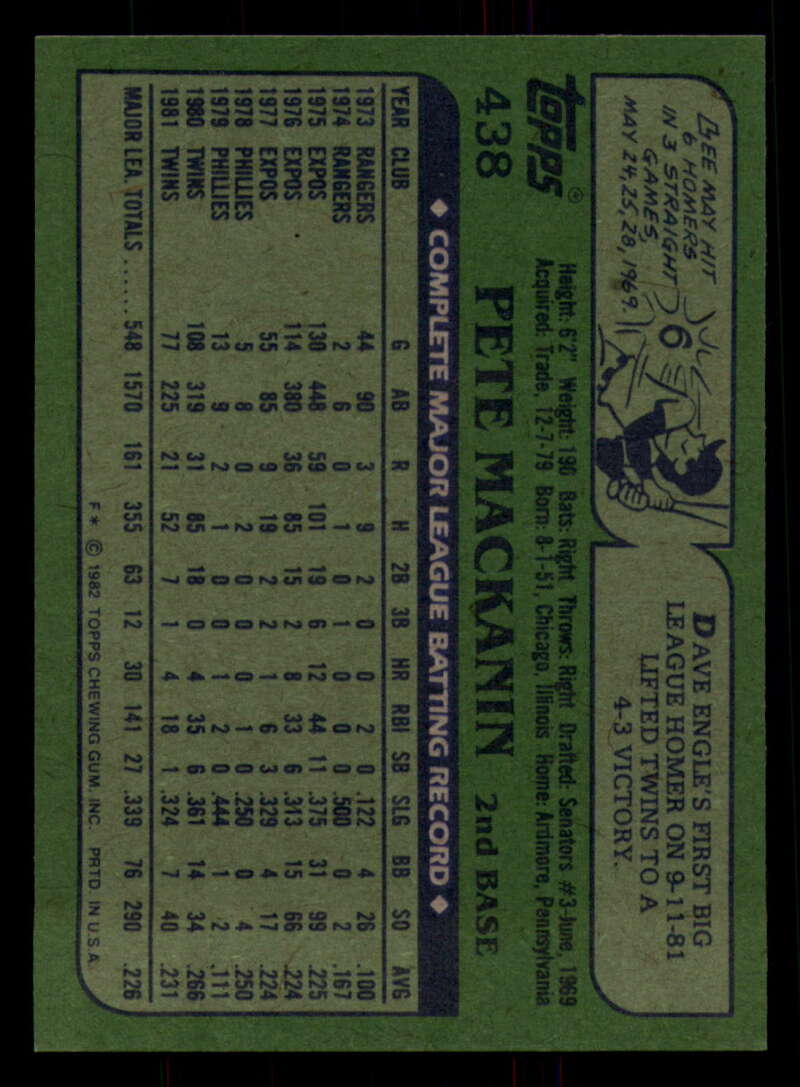 LEE MAY HIT
6 HOMERS
IN 3 STRAIGHT
GAMES,
MAY 24, 25, 28, 1969.
6
DAVE ENGLE'S FIRST BIG
LEAGUE HOMER ON 9-11-81
LIFTED TWINS TO A
4-3 VICTORY.
TOPPS®
438
Height: 6'2" Weight: 190 Bats: Right Throws: Right Drafted: Senators #3-June, 1969
Acquired: Trade, 12-7-79 Born: 8-1-51, Chicago, Illinois Home: Ardmore, Pennsylvania
PETE MACKANIN 2nd BASE
◆ COMPLETE MAJOR LEAGUE BATTING RECORD ◆
YEAR CLUB G AB R H 2B 3B HR RBI SB SLG BB SO AVG
1973 RANGERS 44 90 3 9 2 0 0 2 0 .122 4 26 .100
1974 RANGERS 2 6 0 1 0 1 0 0 0 .500 0 2 .167
1975 EXPOS 130 448 59 101 19 6 12 44 11 .375 31 99 .225
1976 EXPOS 114 380 36 85 15 2 8 33 6 .313 15 66 .224
1977 EXPOS 55 85 9 19 2 2 1 6 3 .329 4 17 .224
1978 PHILLIES 5 8 0 2 0 0 0 1 0 .250 0 4 .250
1979 PHILLIES 13 9 2 1 0 0 1 2 0 .444 1 2 .111
1980 TWINS 108 319 31 85 18 0 4 35 6 .361 14 34 .266
1981 TWINS 77 225 21 52 7 1 4 18 1 .324 7 40 .231
MAJOR LEA. TOTALS ...... 548 1570 161 355 63 12 30 141 27 .339 76 290 .226
F* © 1982 TOPPS CHEWING GUM, INC. PRTD. IN U.S.A.